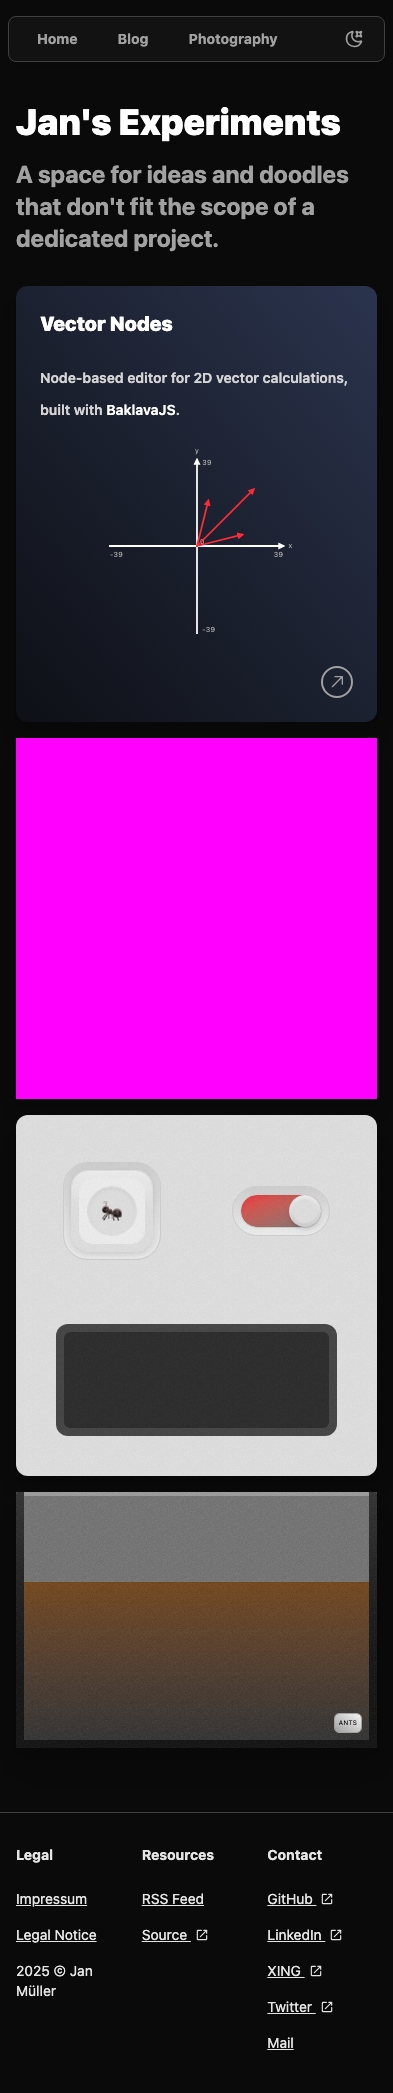 Home Blog Photography
Jan's Experiments
A space for ideas and doodles
that don't fit the scope of a
dedicated project.
Vector Nodes
Node-based editor for 2D vector calculations,
built with BaklavaJS.
y
39
x
-39
39
-39
ANTS
Legal
Impressum
Legal Notice
2025 © Jan
Müller
Resources
RSS Feed
Source
Contact
GitHub
LinkedIn
XING
Twitter
Mail